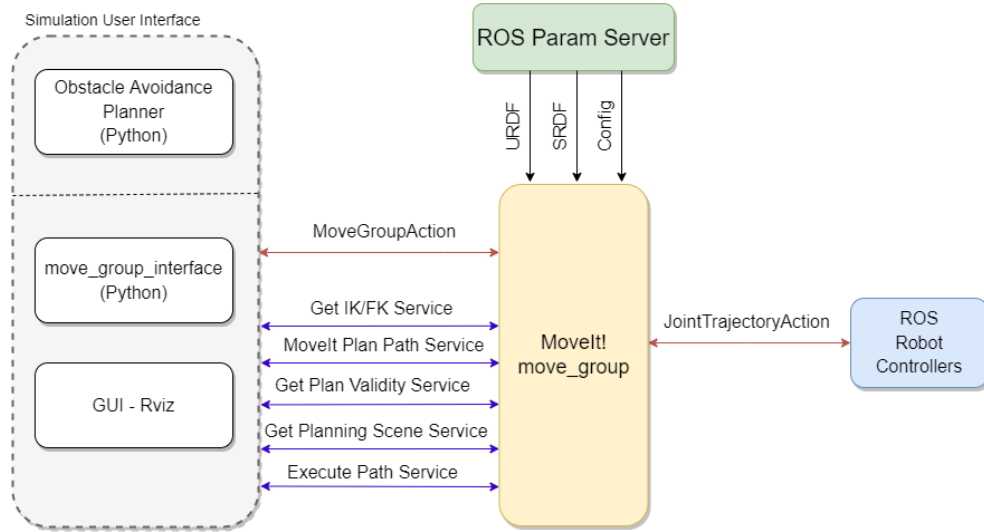 Simulation User Interface
Obstacle Avoidance
Planner
(Python)
move_group_interface
(Python)
GUI - Rviz
ROS Param Server
URDF
SRDF
Config
MoveGroupAction
Get IK/FK Service
MoveIt Plan Path Service
Get Plan Validity Service
Get Planning Scene Service
Execute Path Service
MoveIt!
move_group
JointTrajectoryAction
ROS
Robot
Controllers